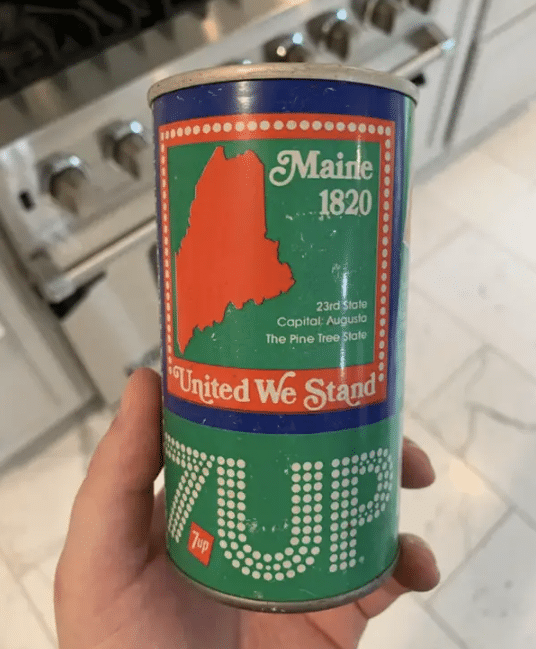 Maine
1820
23rd State
Capital: Augusta
The Pine Tree State
United We Stand
7UP
7up